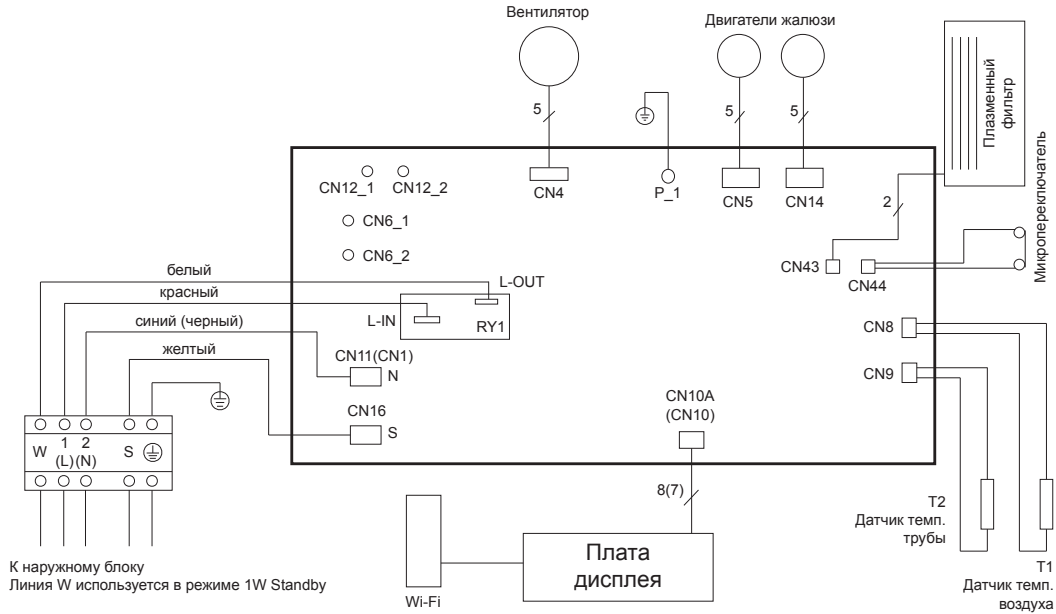 Вентилятор
Двигатели жалюзи
Плазменный
фильтр
Микропереключатель
5
5
5
2
CN12_1
CN12_2
CN4
P_1
CN5
CN14
CN6_1
CN6_2
CN43
CN44
белый
L-OUT
красный
L-IN
RY1
синий (черный)
CN8
желтый
CN11(CN1)
N
CN9
CN10A
(CN10)
CN16
S
W
1
(L)
2
(N)
S
8(7)
T2
Датчик темп.
трубы
Плата
дисплея
К наружному блоку
Линия W используется в режиме 1W Standby
Wi-Fi
T1
Датчик темп.
воздуха